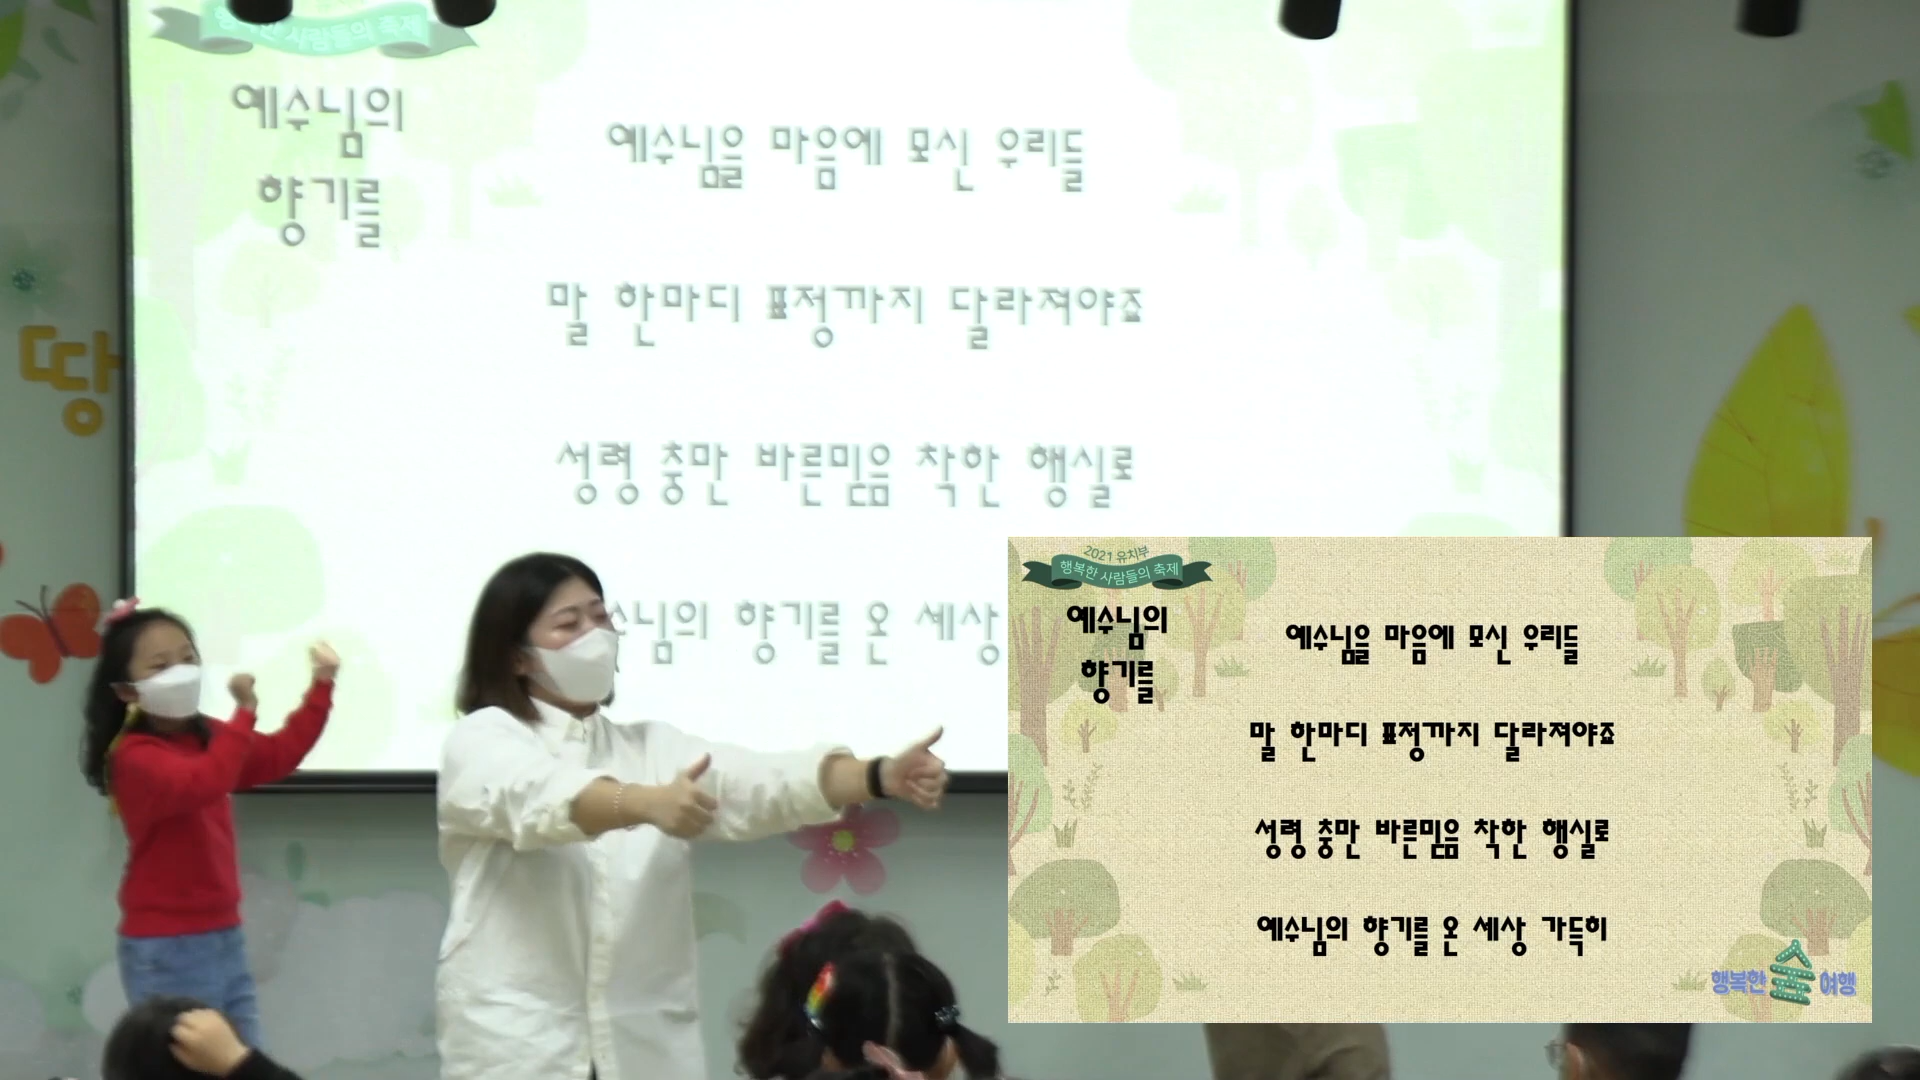 행복한 사람들의 축제
예수님의
향기를
예수님을 마음에 모신 우리들
말 한마디 표정까지 달라져야죠
성령 충만 바른믿음 착한 행실로
수님의 향기를 온 세상
땅
2021 유치부
행복한 사람들의 축제
예수님의
향기를
예수님을 마음에 모신 우리들
말 한마디 표정까지 달라져야죠
성령 충만 바른믿음 착한 행실로
예수님의 향기를 온 세상 가득히
행복한 숲 여행